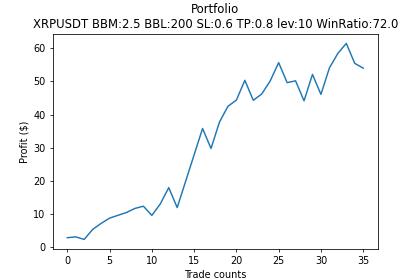 Portfolio
XRPUSDT BBM:2.5 BBL:200 SL:0.6 TP:0.8 lev:10 WinRatio:72.0
60
50
40
30
20
10
0
Profit ($)
0 5 10 15 20 25 30 35
Trade counts